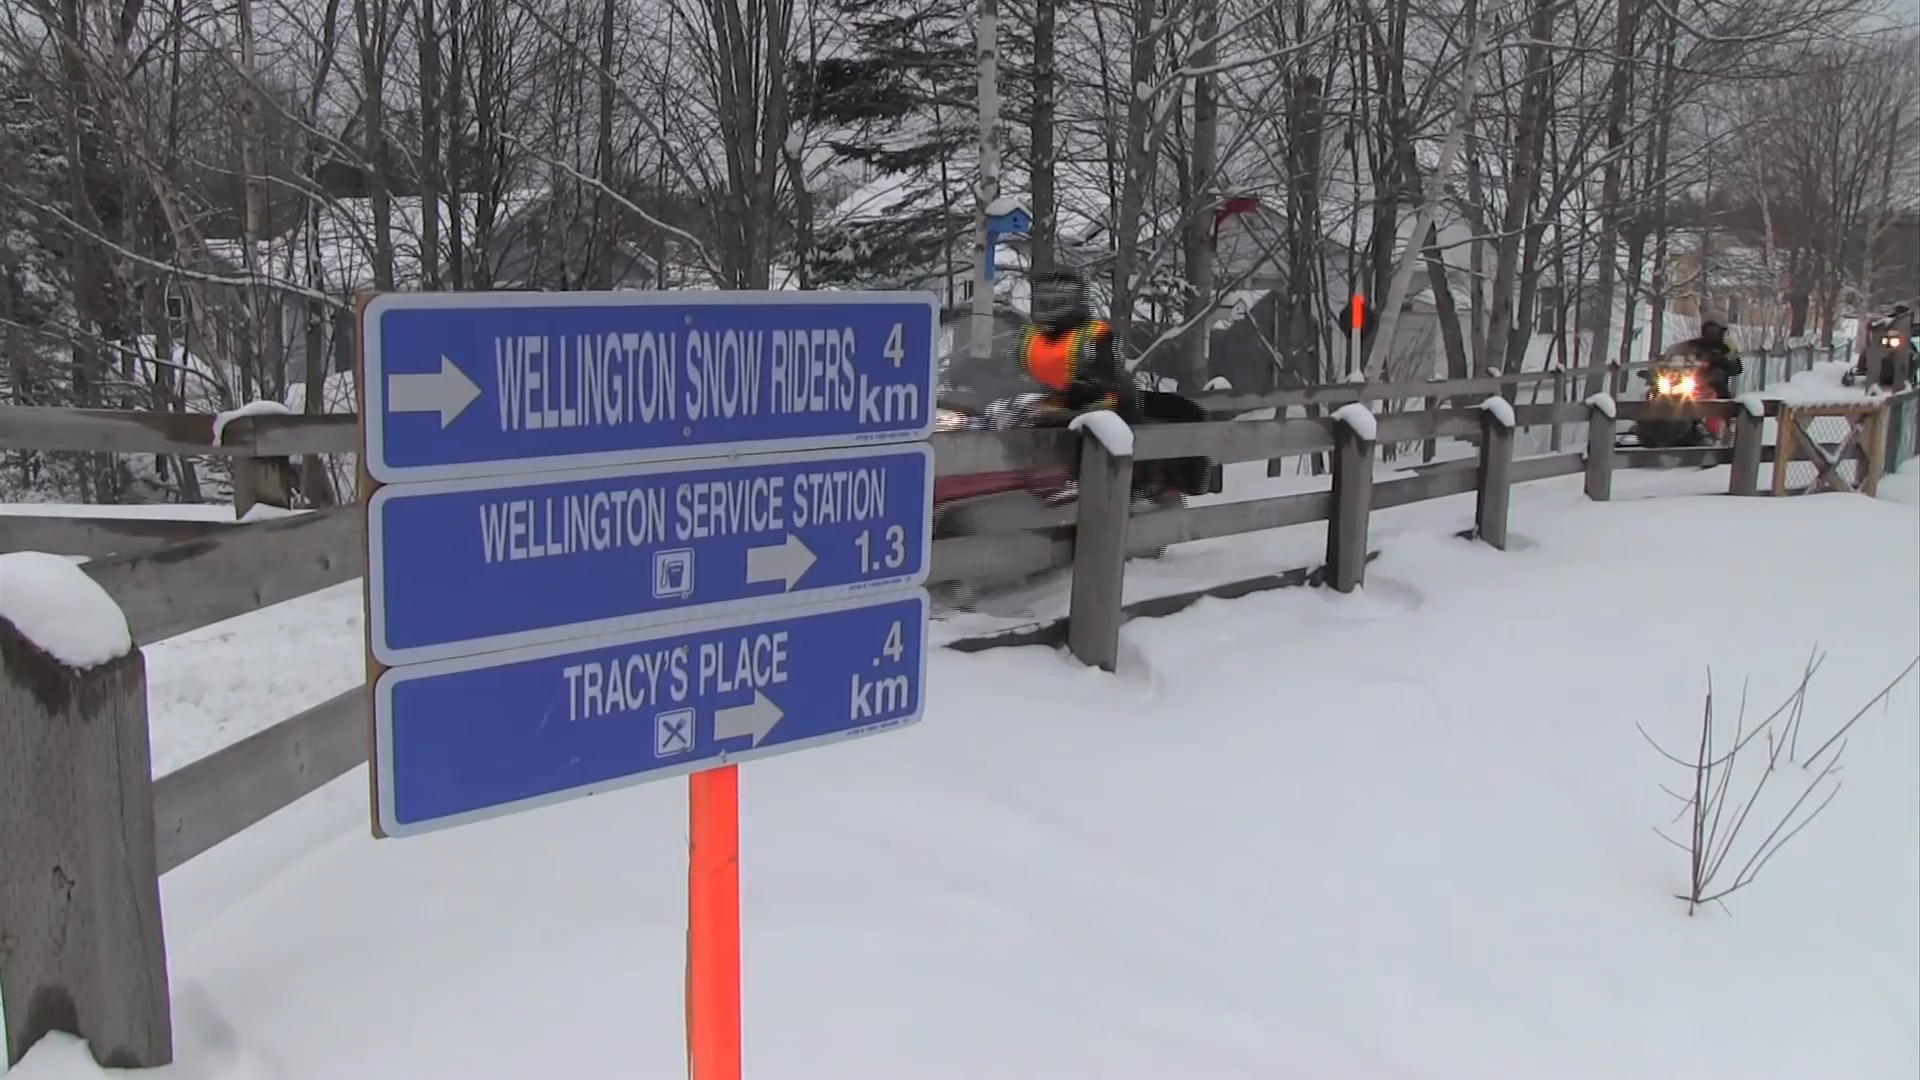 WELLINGTON SNOW RIDERS 4
km
WELLINGTON SERVICE STATION
1.3
TRACY'S PLACE .4
km